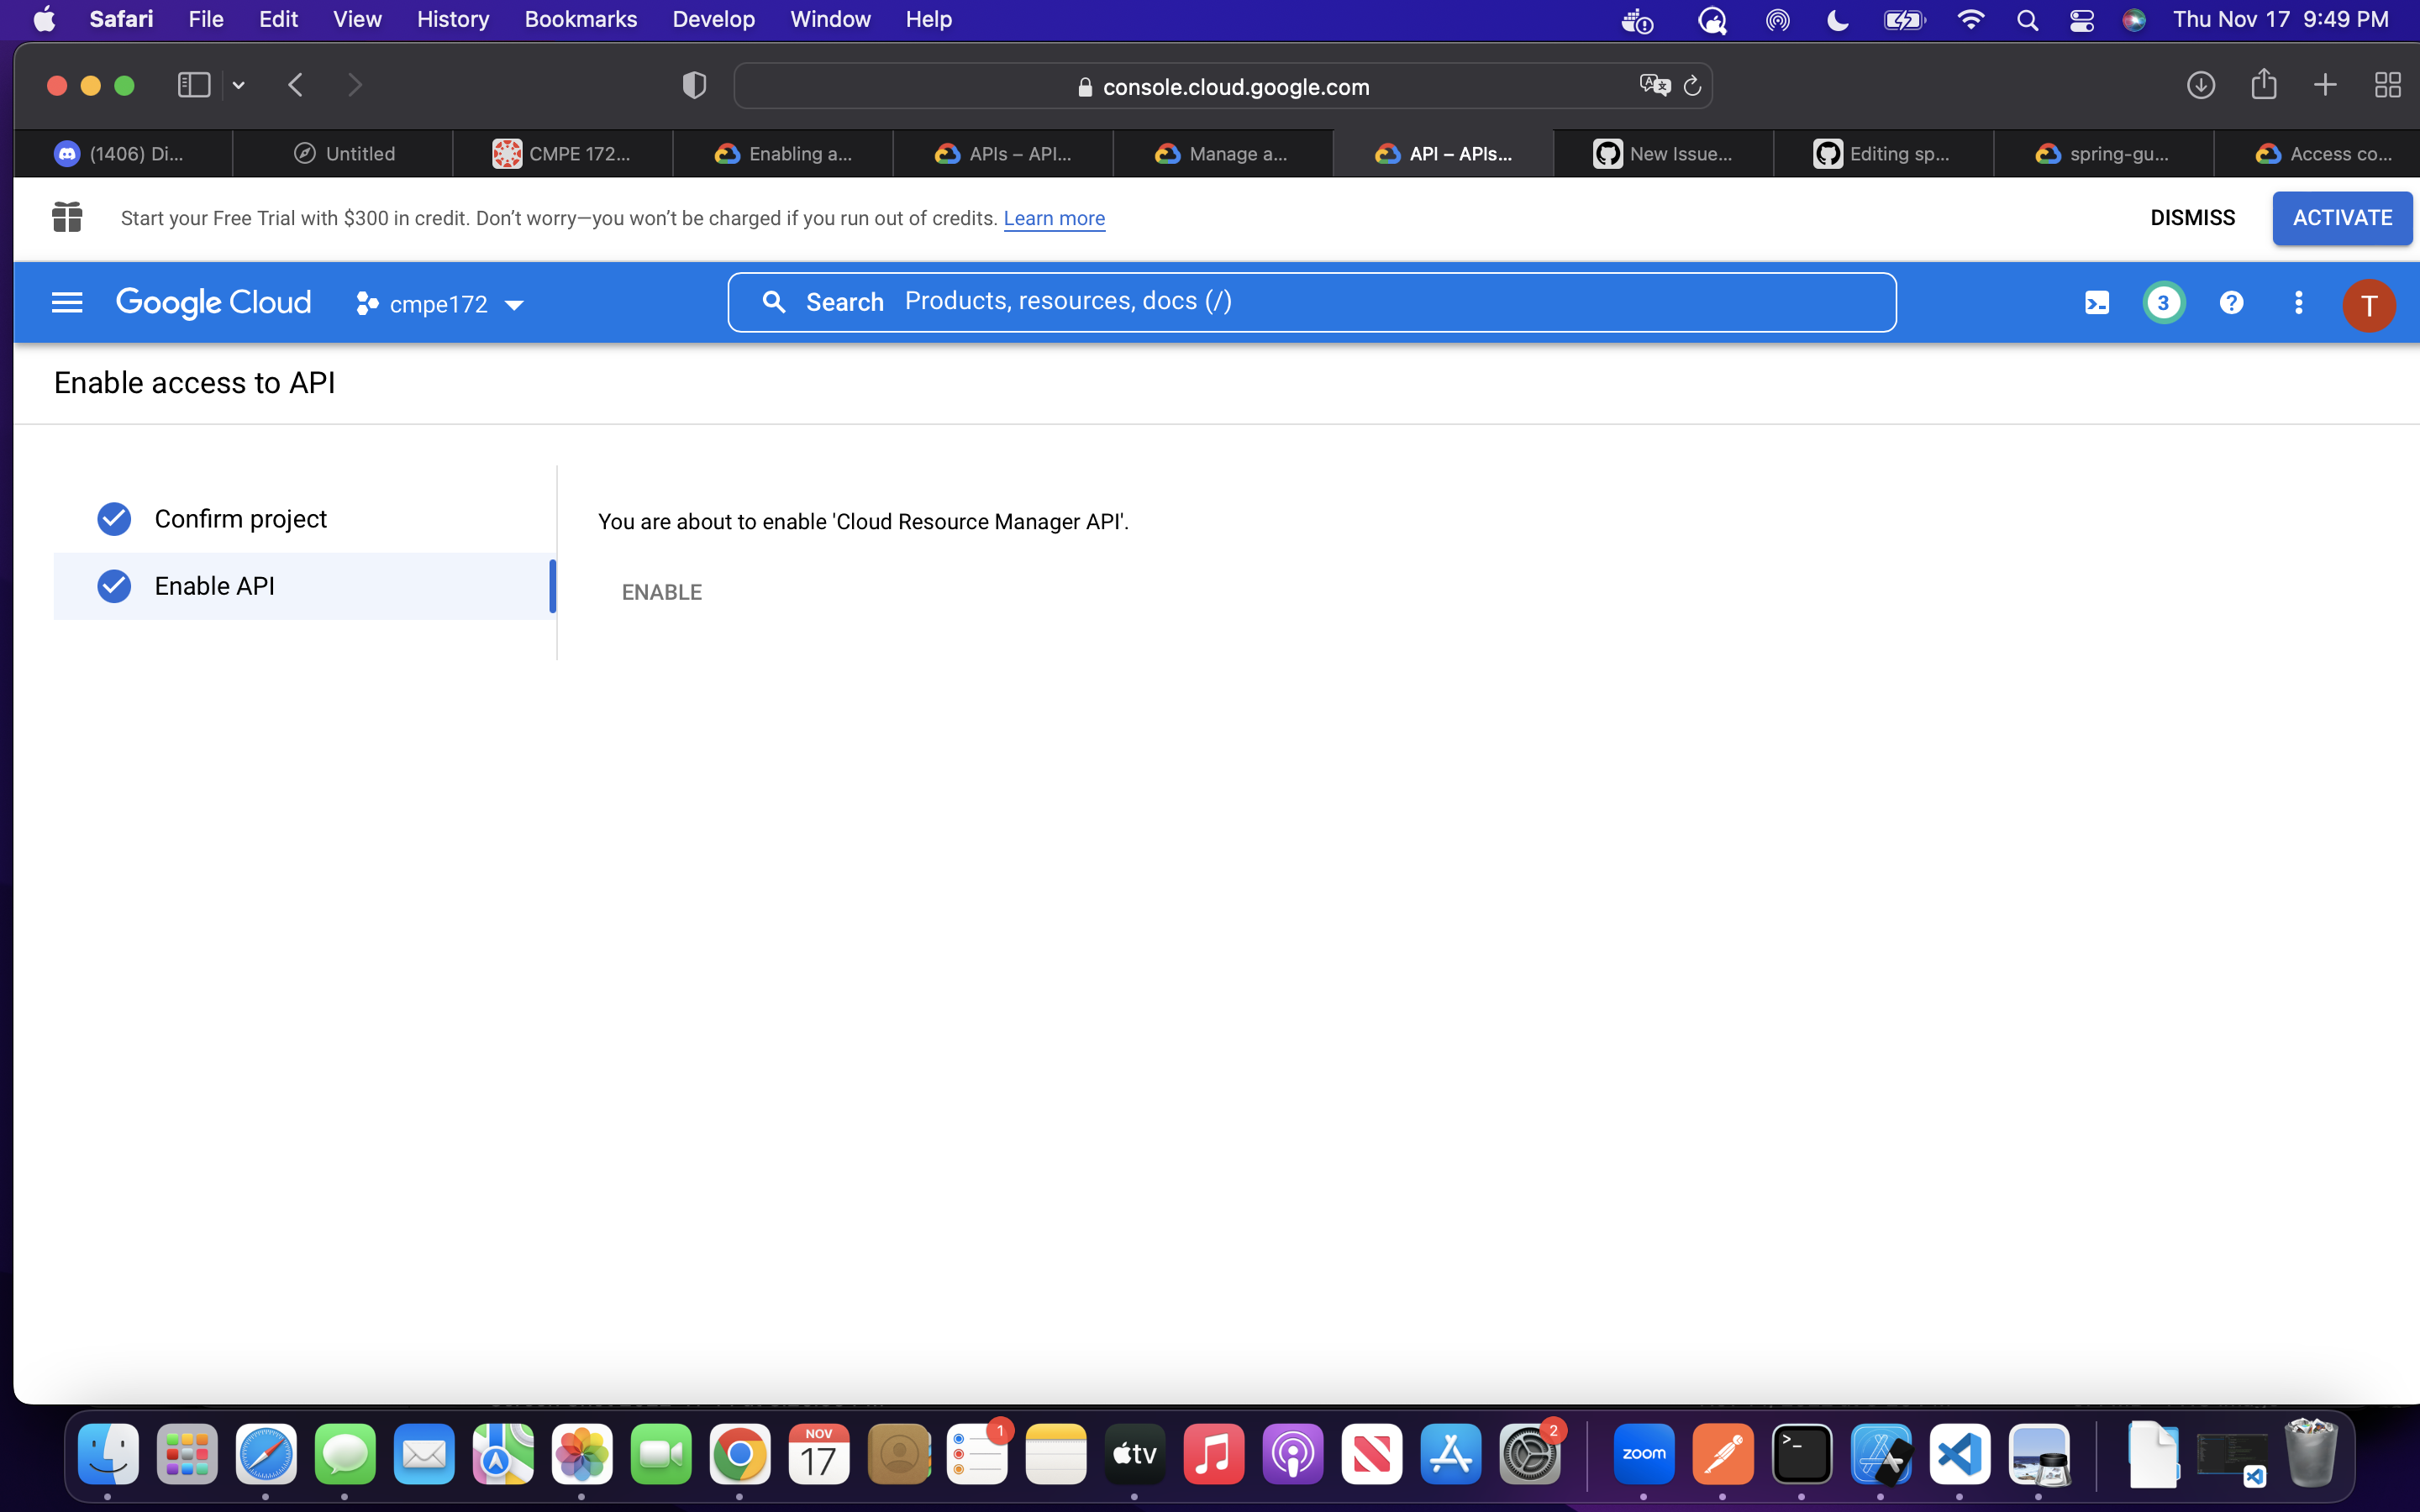 Safari File Edit View History Bookmarks Develop Window Help Thu Nov 17 9:49 PM
console.cloud.google.com
(1406) Di... Untitled CMPE 172... Enabling a... APIs – API... Manage a... API – APIs... New Issue... Editing sp... spring-gu... Access co...
Start your Free Trial with $300 in credit. Don’t worry—you won’t be charged if you run out of credits. Learn more DISMISS ACTIVATE
Google Cloud cmpe172 Search Products, resources, docs (/) 3 ? T
Enable access to API
Confirm project
You are about to enable 'Cloud Resource Manager API'.
Enable API
ENABLE
NOV
17
1
tv
2
zoom
>_